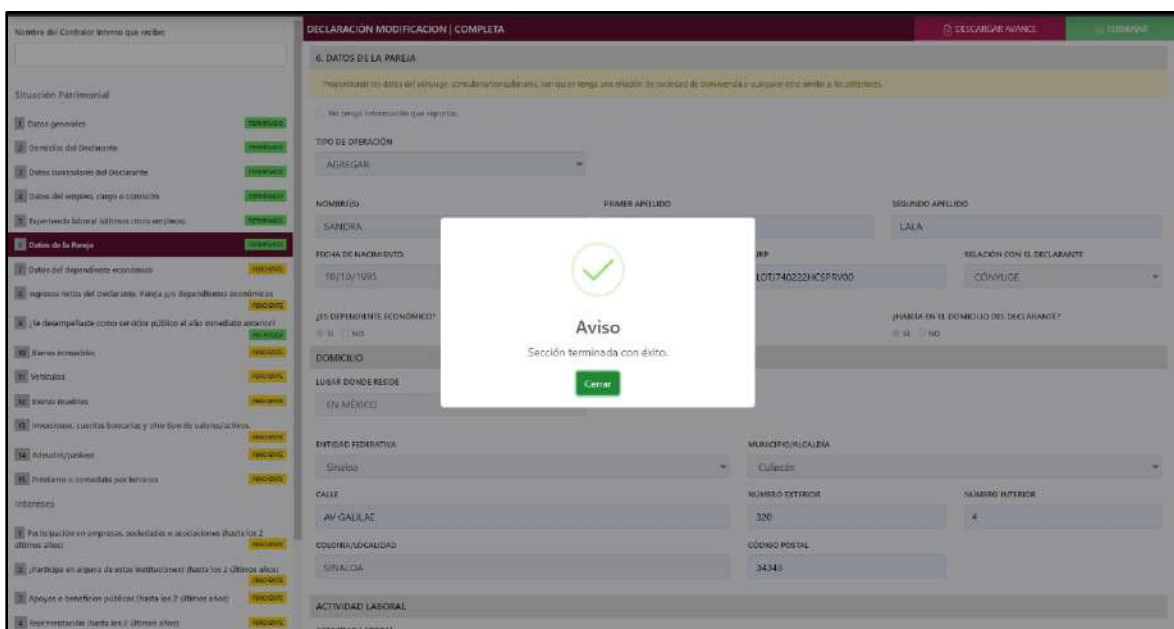 Nombre del Contralor Interno que recibe:
DECLARACIÓN MODIFICACION | COMPLETA
DESCARGAR AVANCE
TERMINAR
6. DATOS DE LA PAREJA
Situación Patrimonial
No tengo información que reportar.
1 Datos generales TERMINADO
2 Domicilio del Declarante TERMINADO
3 Datos curriculares del Declarante TERMINADO
4 Datos del empleo, cargo o comisión TERMINADO
5 Experiencia laboral (últimos cinco empleos) TERMINADO
6 Datos de la Pareja TERMINADO
7 Datos del dependiente económico PENDIENTE
8 Ingresos netos del Declarante, Pareja y/o dependientes económicos
PENDIENTE
9 ¿Te desempeñaste como servidor público el año inmediato anterior?
10 Bienes inmuebles PENDIENTE
11 Vehículos PENDIENTE
12 Bienes muebles PENDIENTE
13 Inversiones, cuentas bancarias y otro tipo de valores/activos.
PENDIENTE
14 Adeudos/pasivos PENDIENTE
15 Préstamo o comodato por terceros PENDIENTE
Intereses
1 Participación en empresas, sociedades o asociaciones (hasta los 2
últimos años) PENDIENTE
2 ¿Participa en alguna de estas instituciones? (hasta los 2 últimos años)
PENDIENTE
3 Apoyos o beneficios públicos (hasta los 2 últimos años) PENDIENTE
4 Representación (hasta los 2 últimos años) PENDIENTE
TIPO DE OPERACIÓN
AGREGAR
NOMBRE(S)
PRIMER APELLIDO
SEGUNDO APELLIDO
SANDRA
LALA
FECHA DE NACIMIENTO
URP
RELACIÓN CON EL DECLARANTE
10/10/1995
LOTJ740222HCSPRV00
CÓNYUGE
¿ES DEPENDIENTE ECONÓMICO?
¿HABITA EN EL DOMICILIO DEL DECLARANTE?
SI NO
SI NO
Aviso
Sección terminada con éxito.
Cerrar
DOMICILIO
LUGAR DONDE RESIDE
EN MÉXICO
ENTIDAD FEDERATIVA
MUNICIPIO/ALCALDÍA
Sinaloa
Culiacán
CALLE
NÚMERO EXTERIOR
NÚMERO INTERIOR
AV GALILAE
320
4
COLONIA/LOCALIDAD
CÓDIGO POSTAL
SINALOA
34343
ACTIVIDAD LABORAL